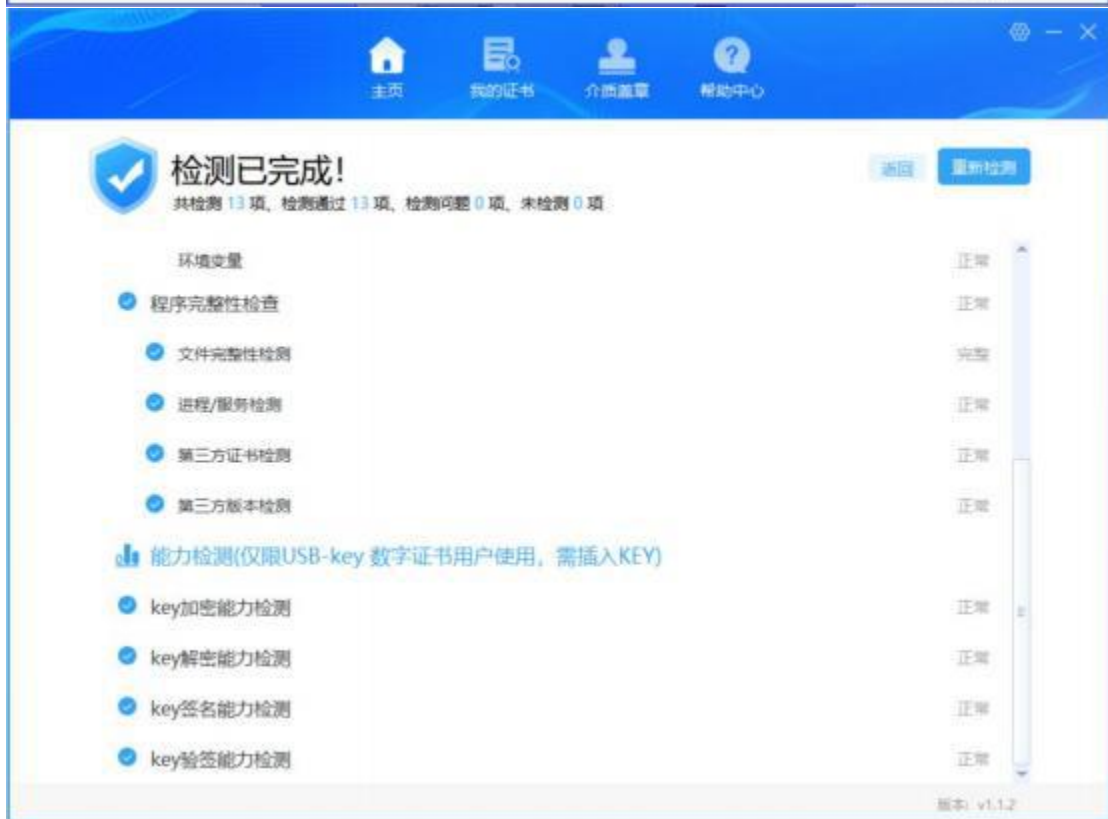 主页 我的证书 介质盖章 帮助中心
检测已完成!
返回 重新检测
共检测 13 项、检测通过 13 项、检测问题 0 项、未检测 0 项
环境变量 正常
程序完整性检查 正常
文件完整性检测 完整
进程/服务检测 正常
第三方证书检测 正常
第三方版本检测 正常
能力检测(仅限USB-key 数字证书用户使用，需插入KEY)
key加密能力检测 正常
key解密能力检测 正常
key签名能力检测 正常
key验签能力检测 正常
版本: v1.1.2